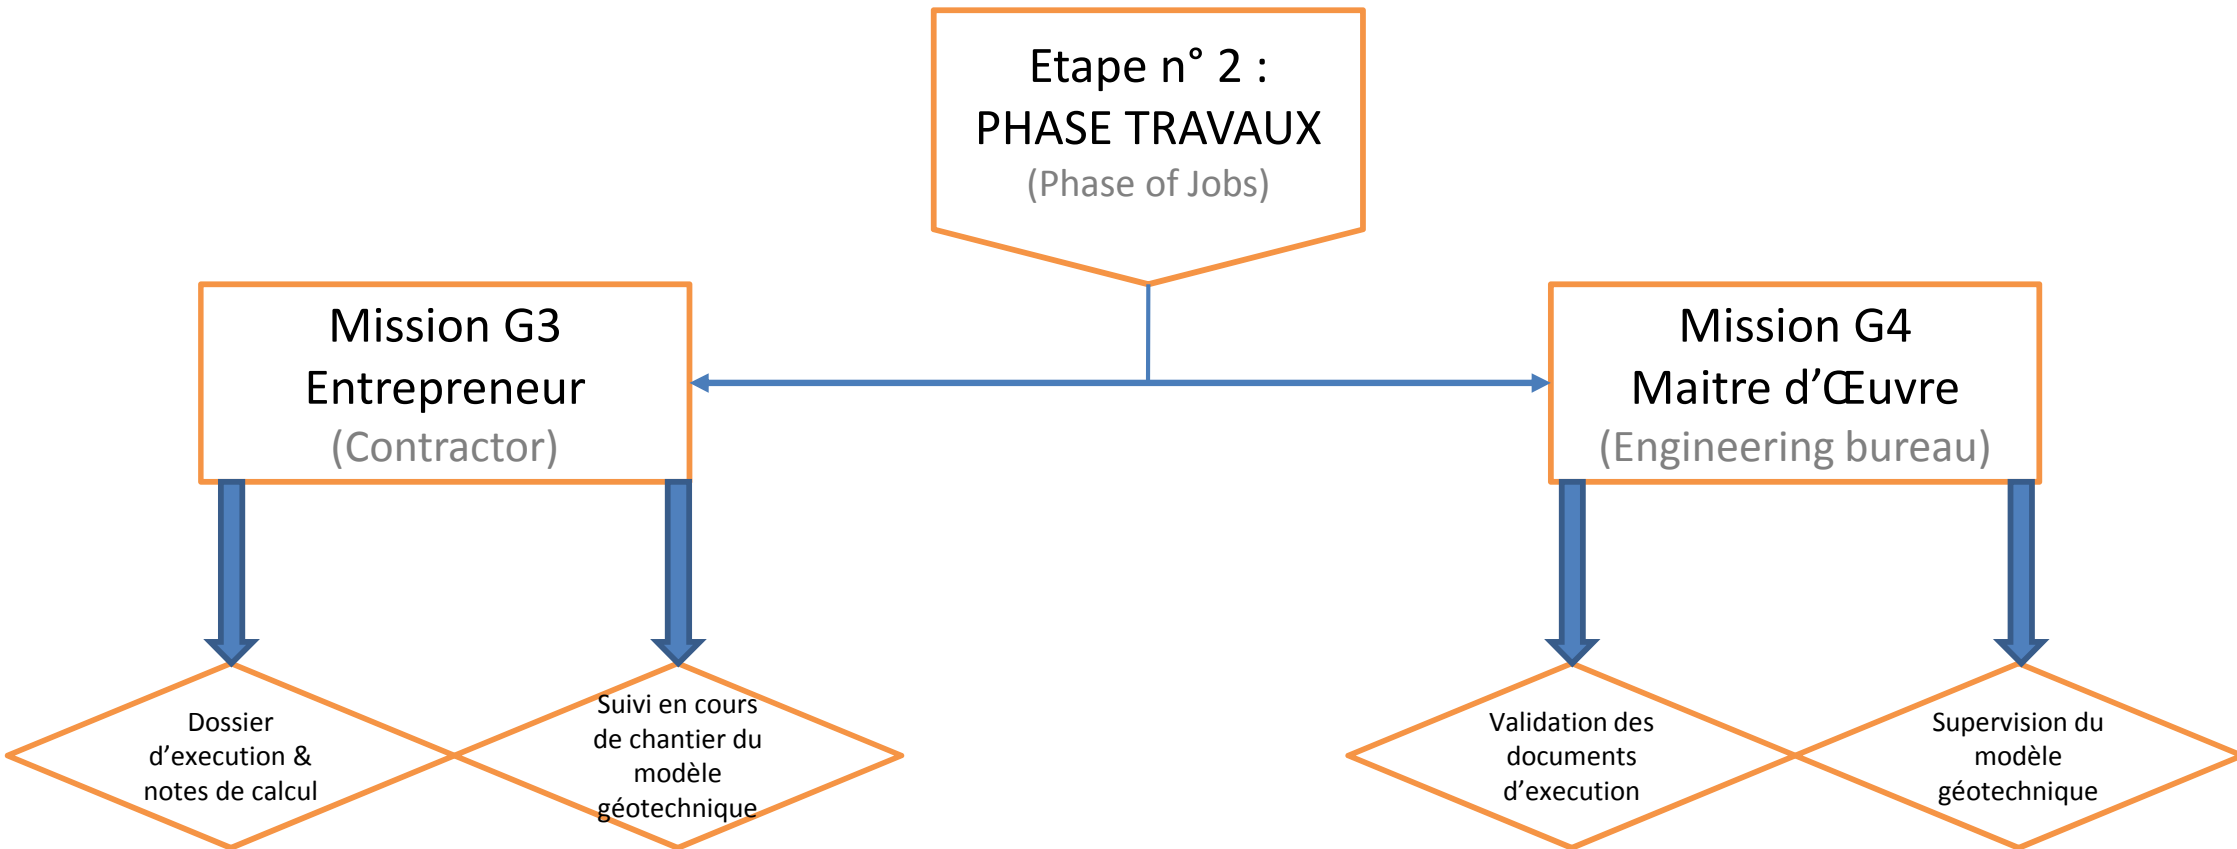 Etape n° 2 :
PHASE TRAVAUX
(Phase of Jobs)
Mission G3
Entrepreneur
(Contractor)
Mission G4
Maitre d’Œuvre
(Engineering bureau)
Dossier
d’execution &
notes de calcul
Suivi en cours
de chantier du
modèle
géotechnique
Validation des
documents
d’execution
Supervision du
modèle
géotechnique